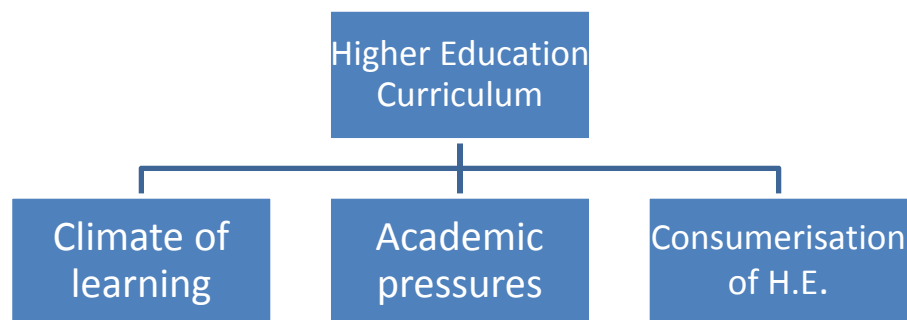 Higher Education
Curriculum
Climate of
learning
Academic
pressures
Consumerisation
of H.E.